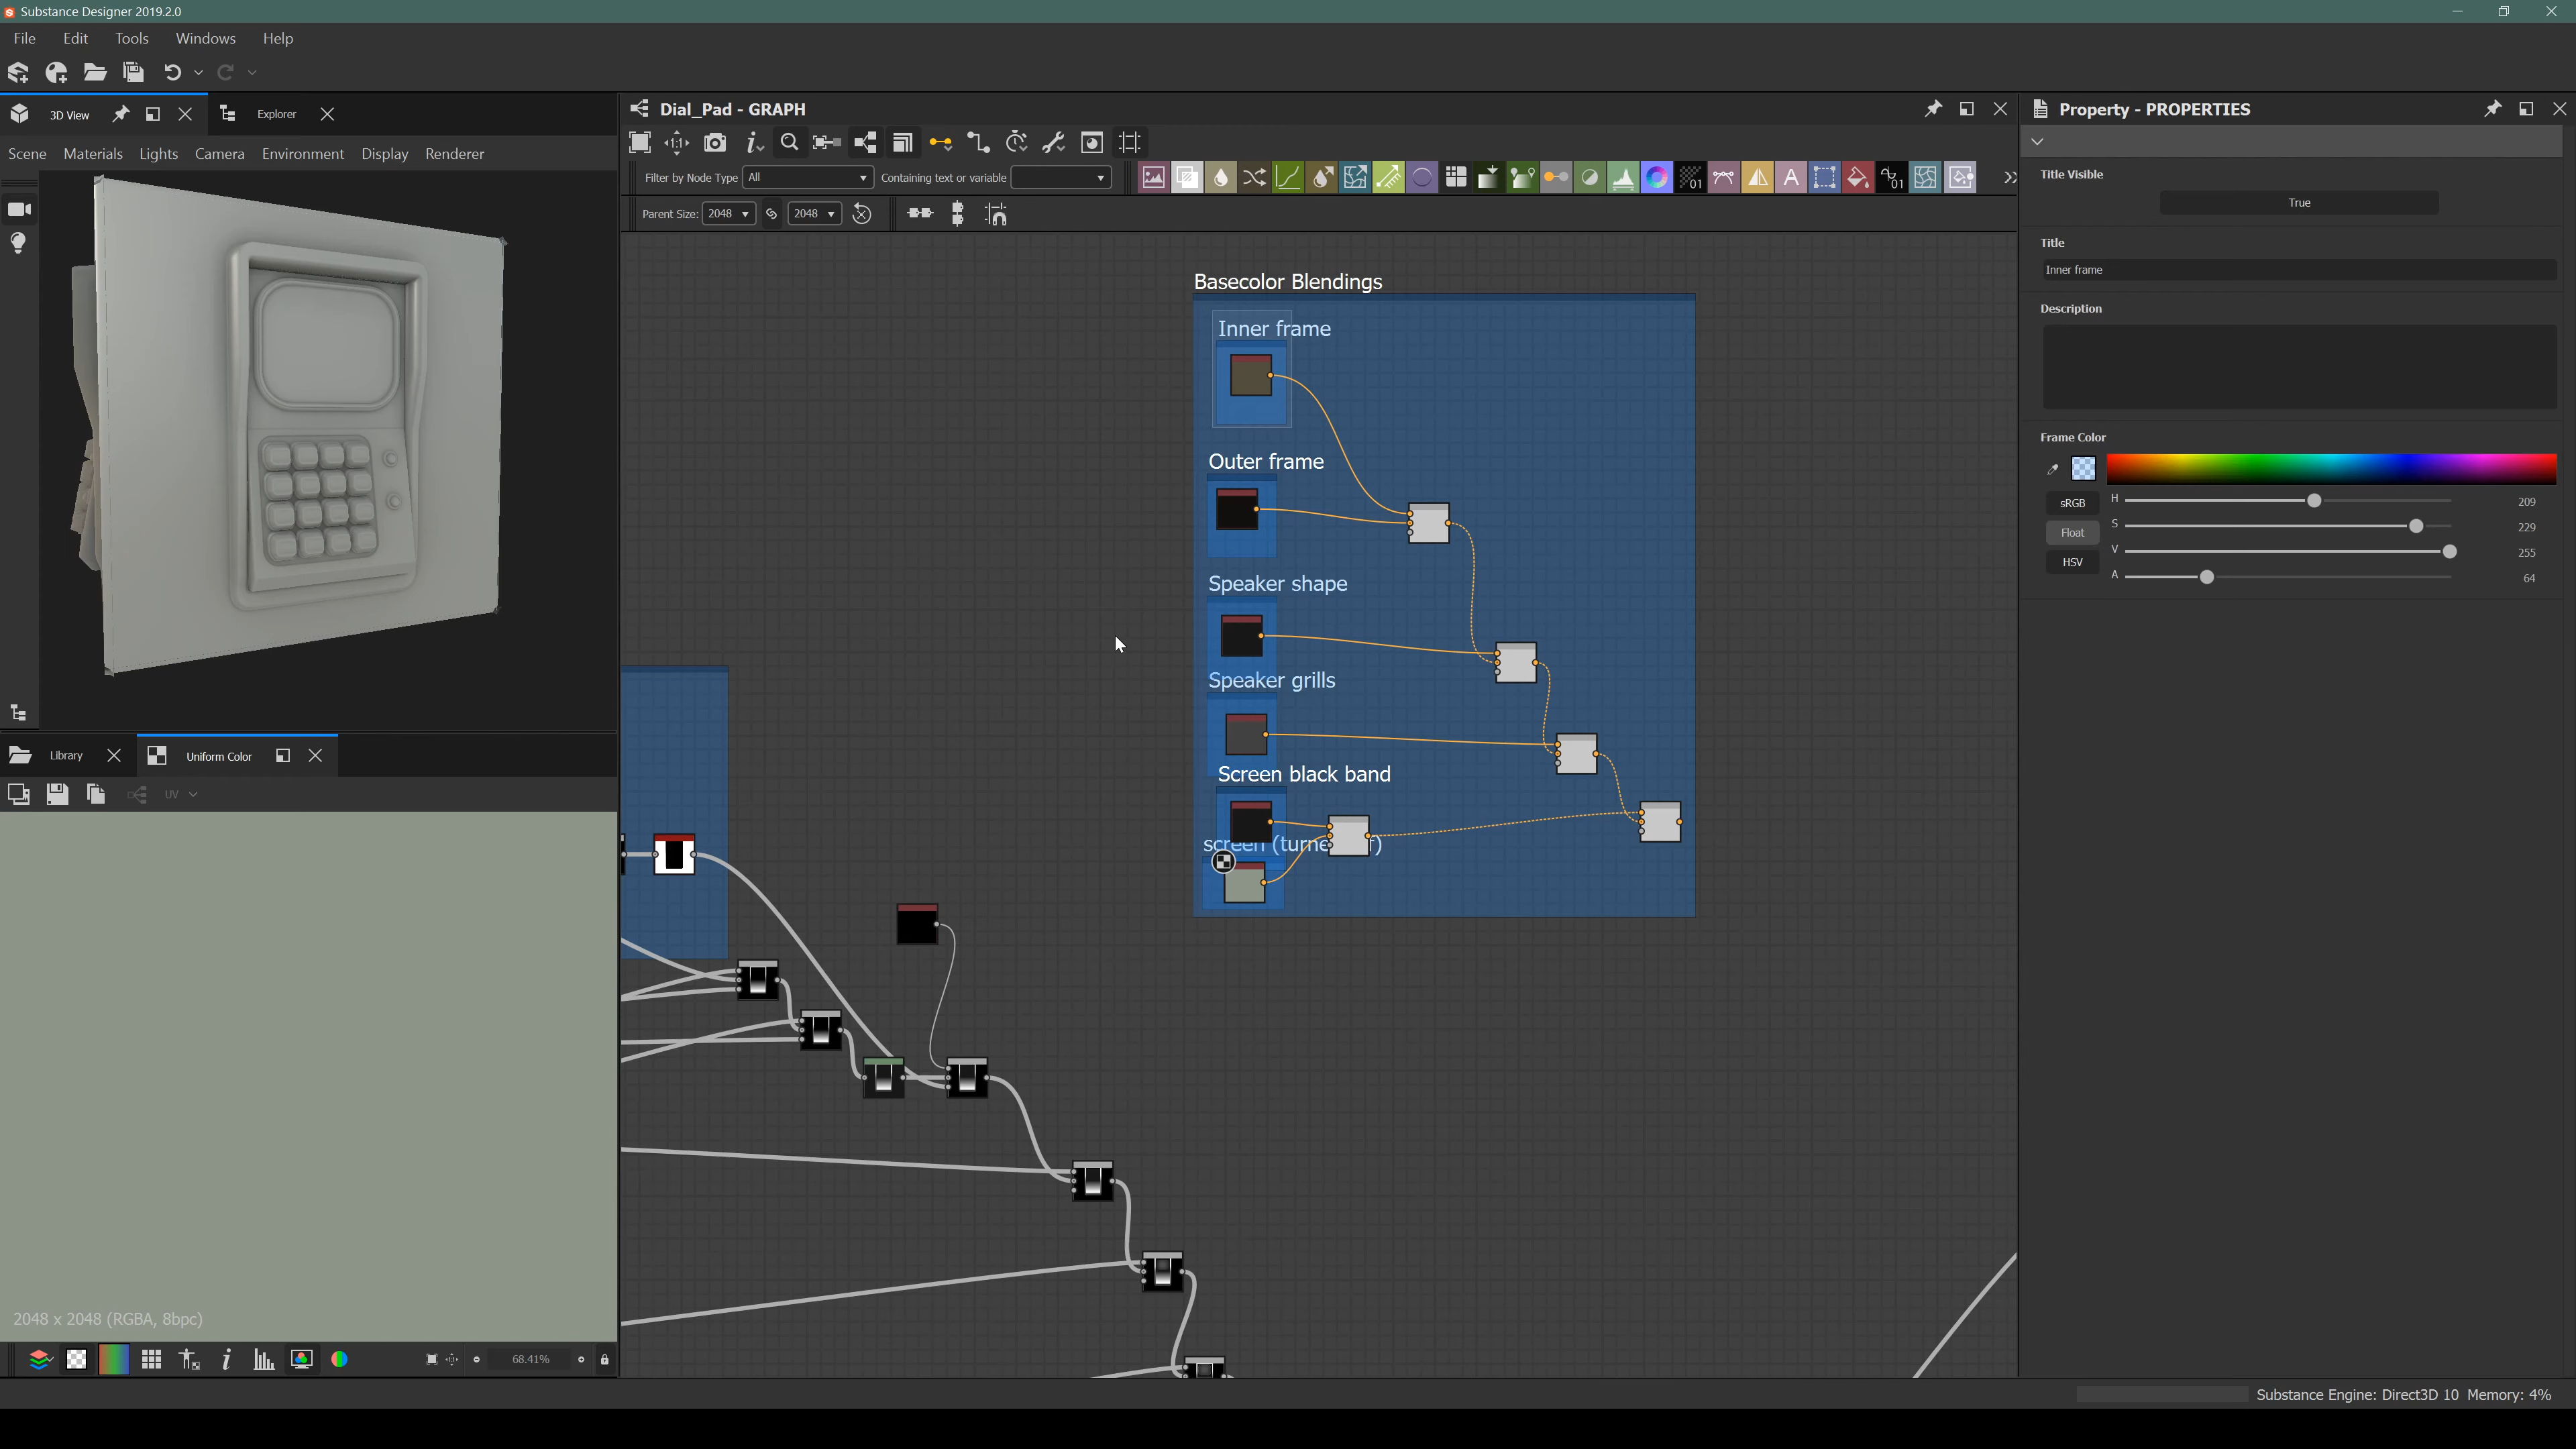 Substance Designer 2019.2.0
File Edit Tools Windows Help
3D View Explorer
Scene Materials Lights Camera Environment Display Renderer
Library Uniform Color
UV
2048 x 2048 (RGBA, 8bpc)
68.41%
Dial_Pad - GRAPH
Filter by Node Type All Containing text or variable
Parent Size: 2048 2048
Basecolor Blendings
Inner frame
Outer frame
Speaker shape
Speaker grills
Screen black band
screen (turne
Property - PROPERTIES
Title Visible
True
Title
Inner frame
Description
Frame Color
sRGB
Float
HSV
H 209
S 229
V 255
A 64
Substance Engine: Direct3D 10 Memory: 4%